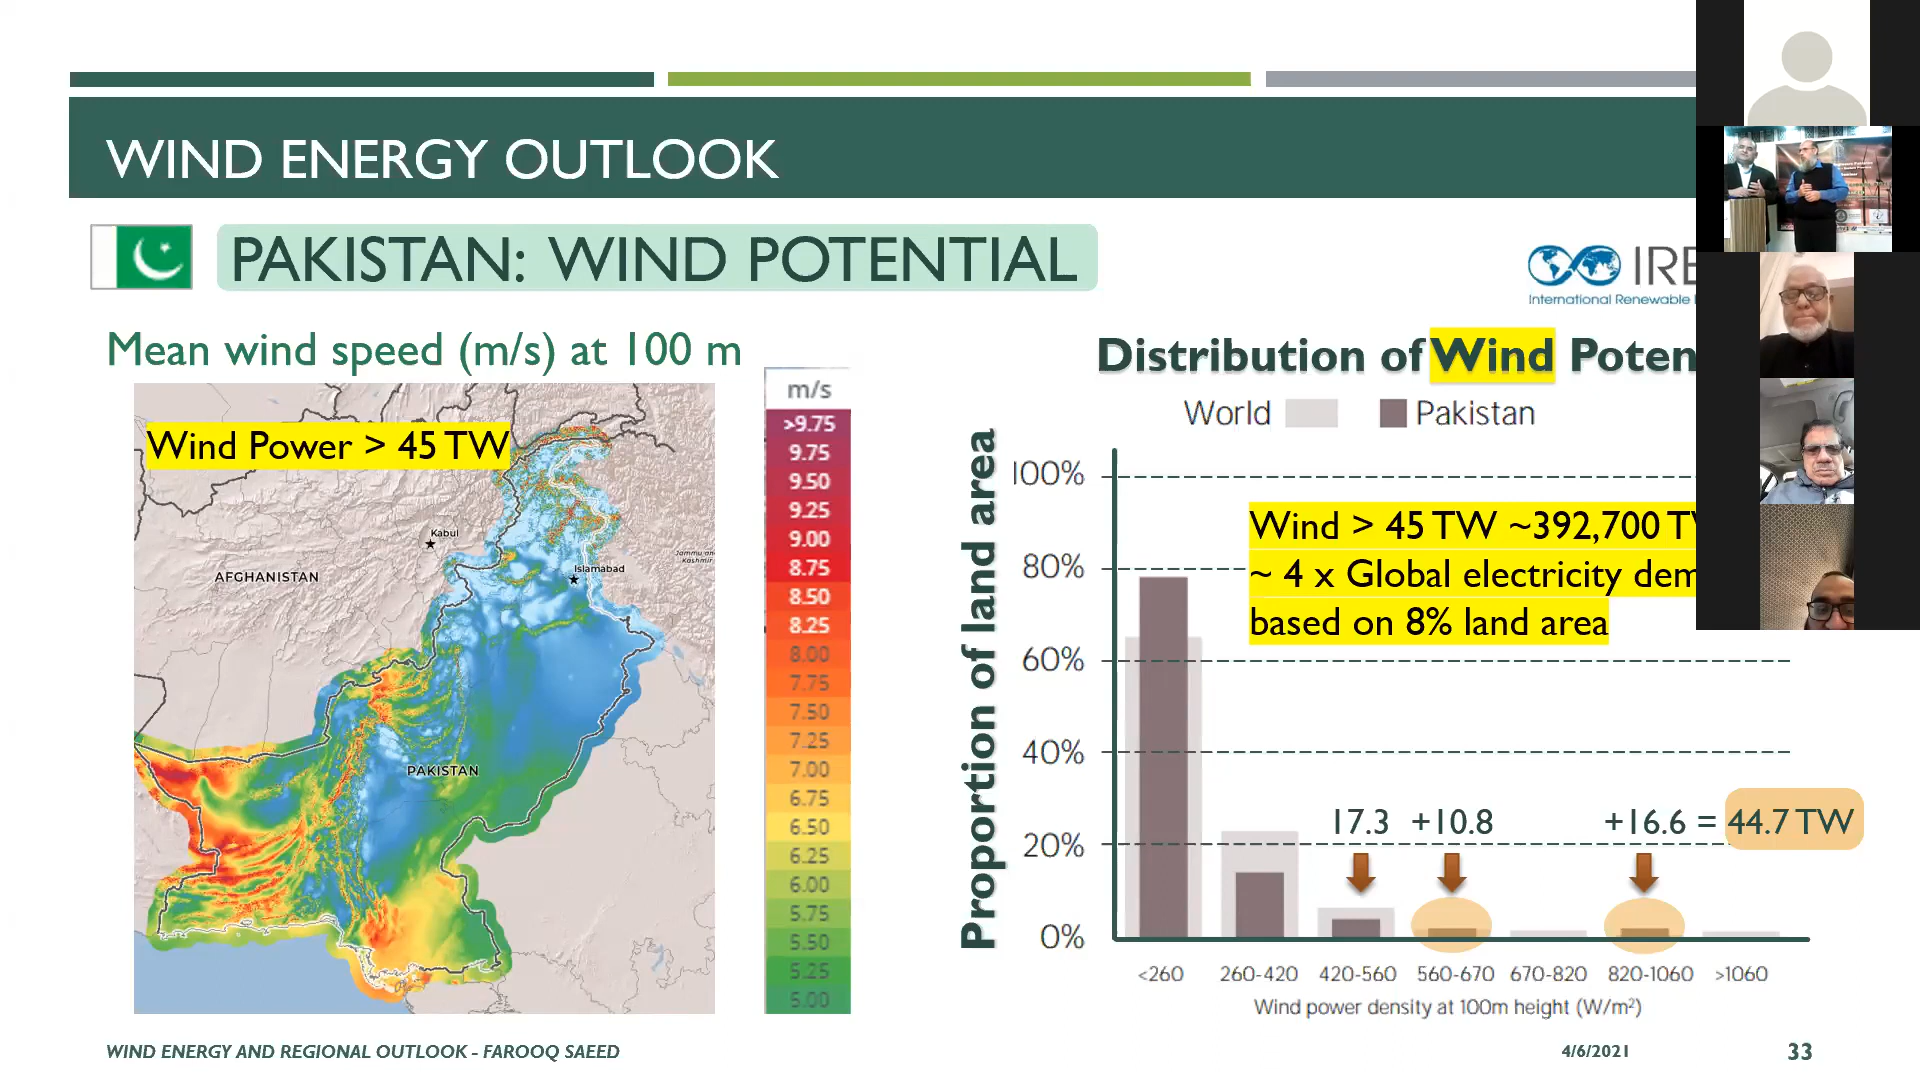 WIND ENERGY OUTLOOK
PAKISTAN: WIND POTENTIAL
International Renewable
Mean wind speed (m/s) at 100 m
Wind Power > 45 TW
Kabul
Islamabad
Jammu and
Kashmir
AFGHANISTAN
PAKISTAN
m/s
>9.75
9.75
9.50
9.25
9.00
8.75
8.50
8.25
8.00
7.75
7.50
7.25
7.00
6.75
6.50
6.25
6.00
5.75
5.50
5.25
5.00
Distribution of Wind Poten
World
Pakistan
Proportion of land area
100%
80%
60%
40%
20%
0%
Wind > 45 TW ~392,700 T
~ 4 x Global electricity dem
based on 8% land area
17.3 +10.8 +16.6 = 44.7 TW
<260 260-420 420-560 560-670 670-820 820-1060 >1060
Wind power density at 100m height (W/m²)
WIND ENERGY AND REGIONAL OUTLOOK - FAROOQ SAEED
4/6/2021
33